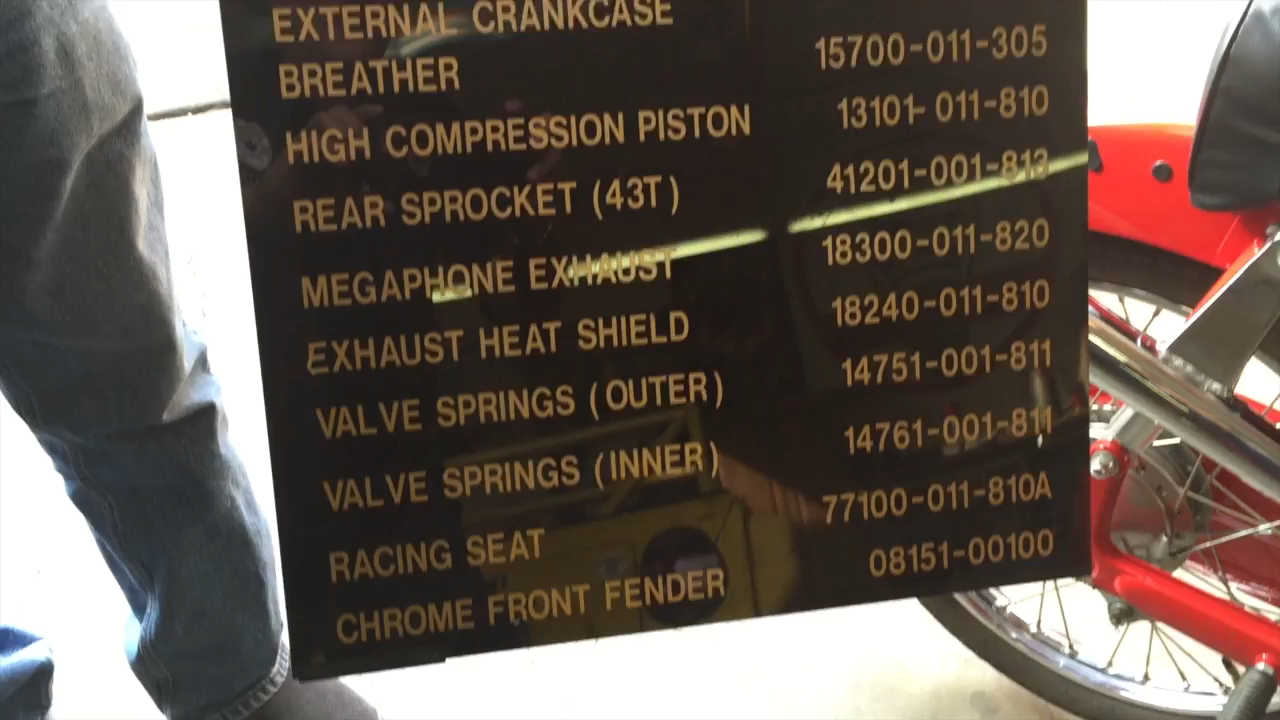 EXTERNAL CRANKCASE
BREATHER 15700-011-305
HIGH COMPRESSION PISTON 13101-011-810
REAR SPROCKET (43T) 41201-001-813
MEGAPHONE EXHAUST 18300-011-820
EXHAUST HEAT SHIELD 18240-011-810
VALVE SPRINGS (OUTER) 14751-001-811
VALVE SPRINGS (INNER) 14761-001-811
RACING SEAT 77100-011-810A
CHROME FRONT FENDER 08151-00100